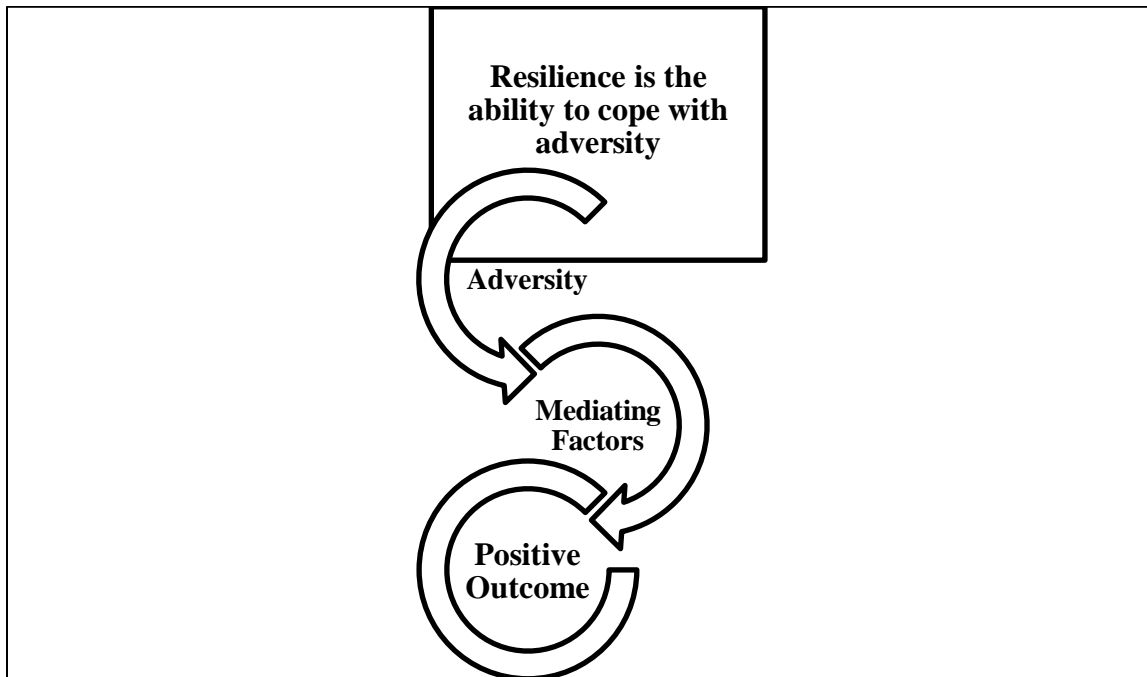 Resilience is the
ability to cope with
adversity
Adversity
Mediating
Factors
Positive
Outcome